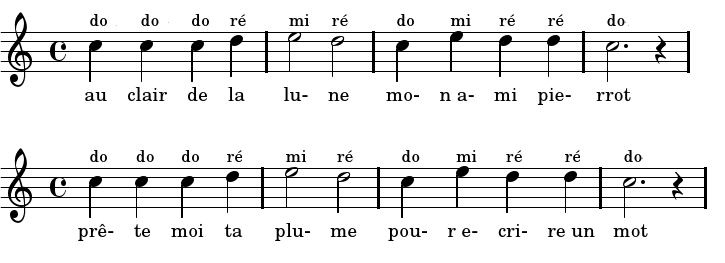 do do do ré mi ré do mi ré ré do
au clair de la lu- ne mo- n a- mi pie- rrot
do do do ré mi ré do mi ré ré do
prê- te moi ta plu- me pou- r e- cri- re un mot